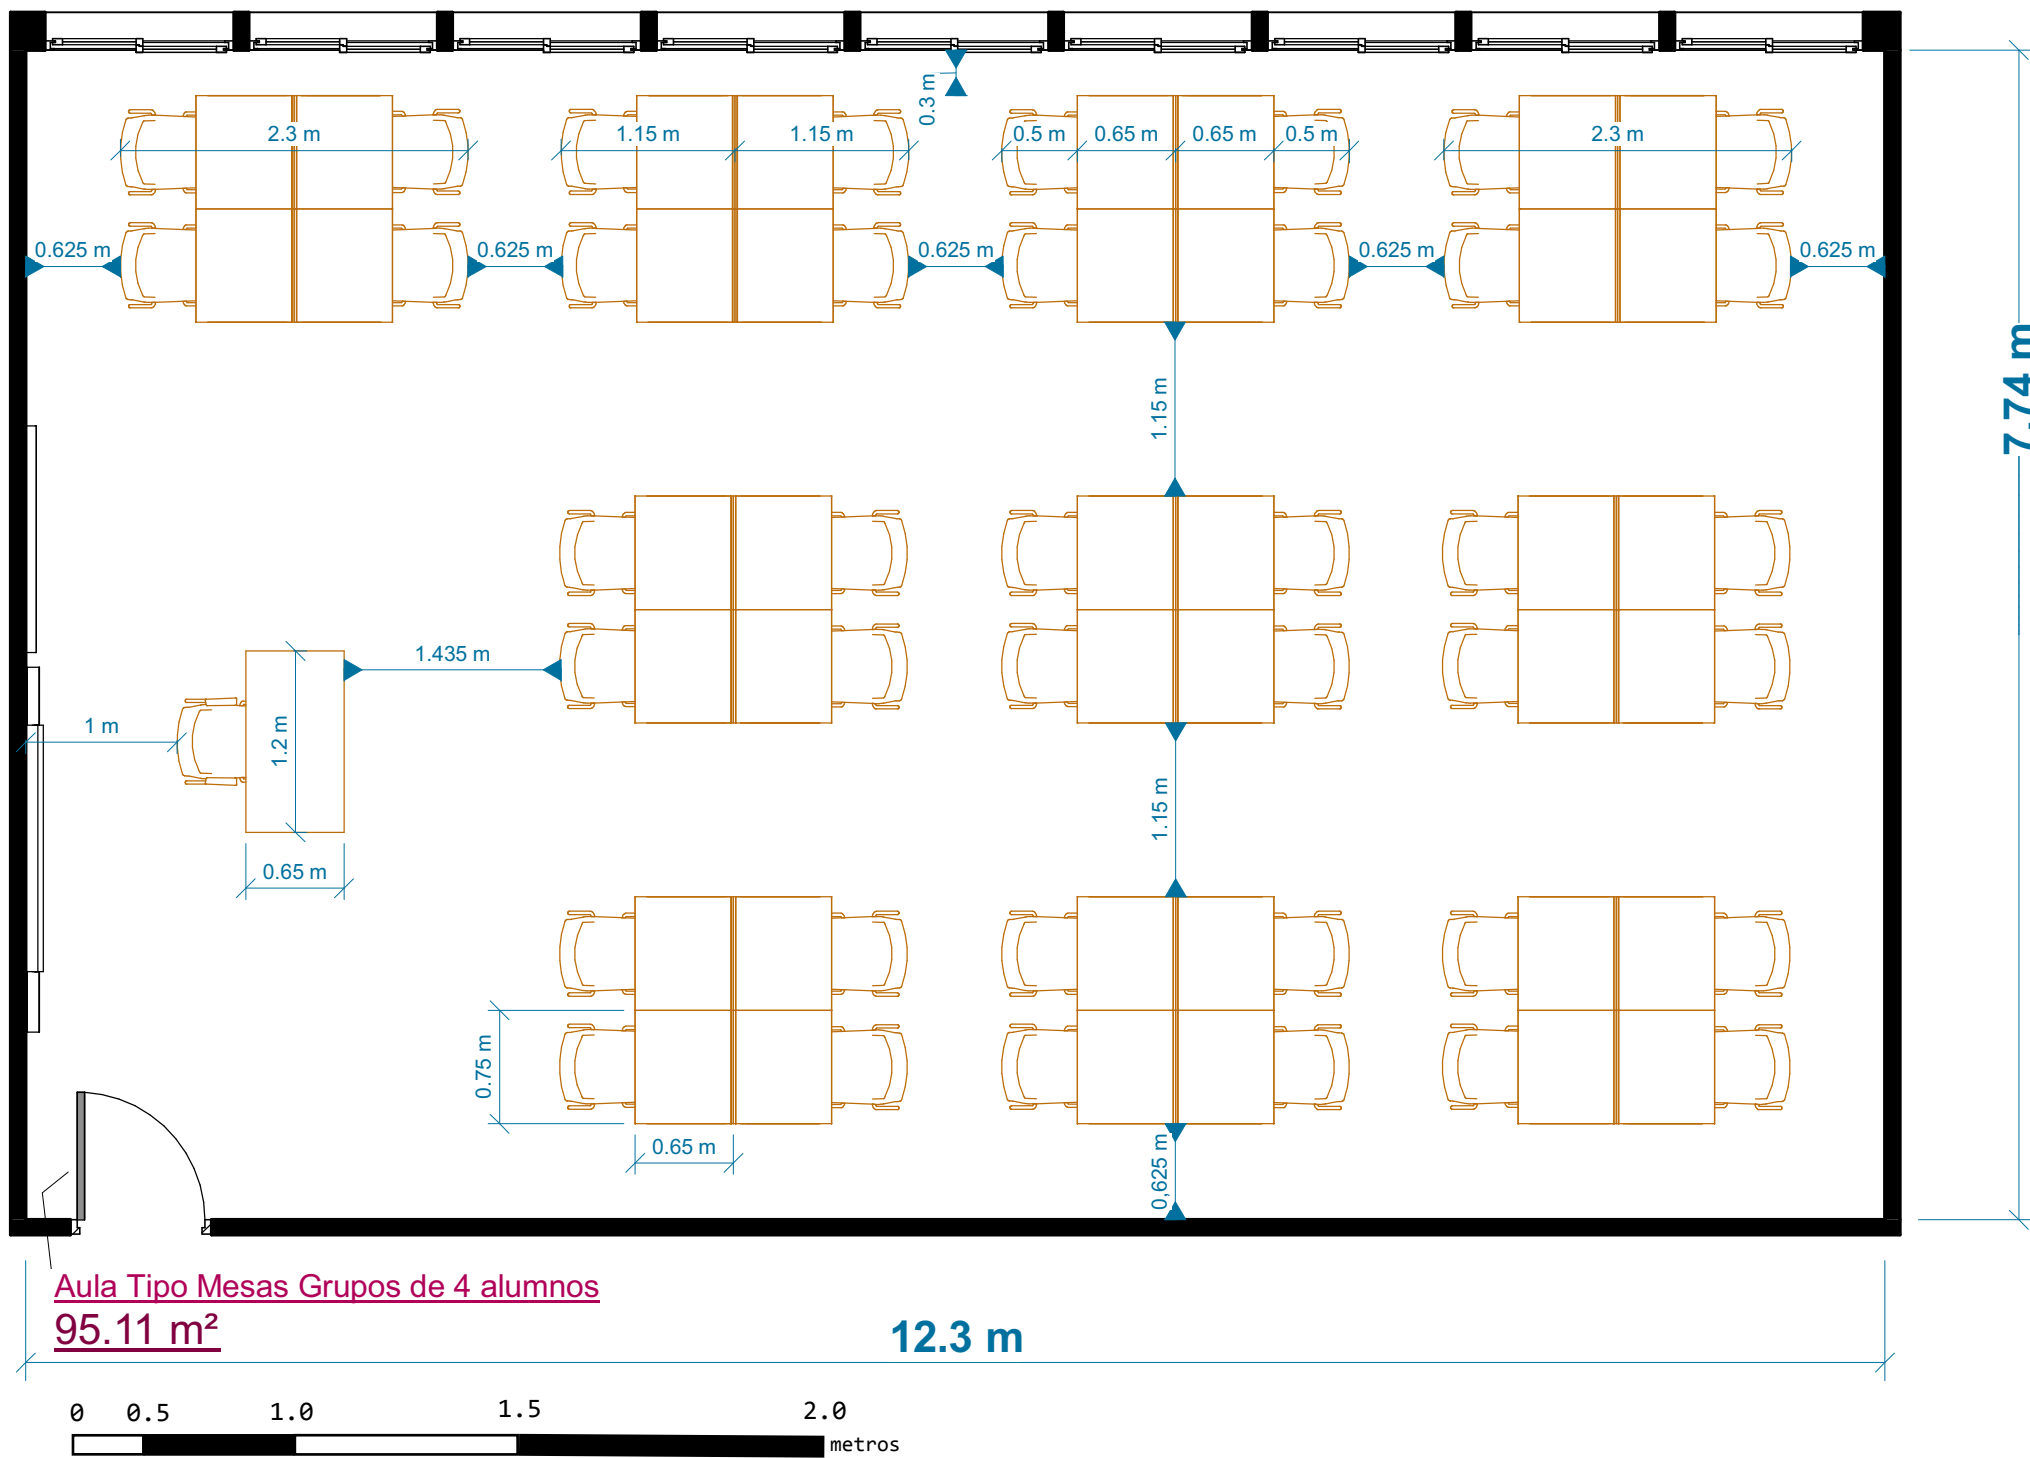 0.3 m
2.3 m
1.15 m
1.15 m
0.5 m
0.65 m
0.65 m
0.5 m
2.3 m
0.625 m
0.625 m
0.625 m
0.625 m
0.625 m
7.74 m
1.15 m
1.435 m
1 m
1.2 m
1.15 m
0.65 m
0.75 m
0.65 m
0,625 m
Aula Tipo Mesas Grupos de 4 alumnos
95.11 m²
12.3 m
0 0.5 1.0 1.5 2.0
metros